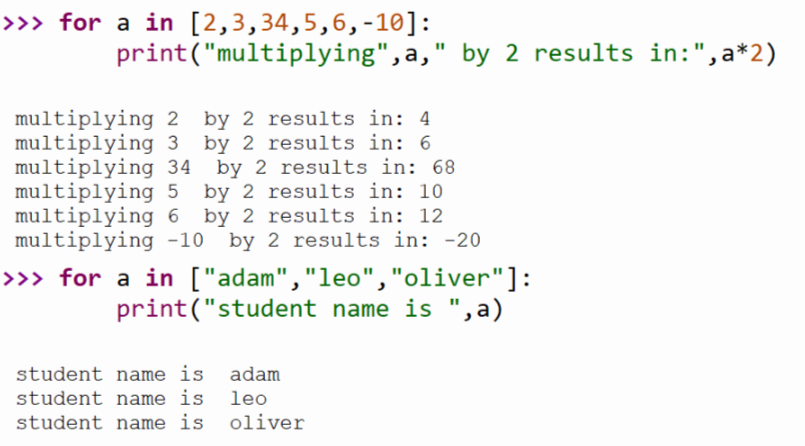 >>> for a in [2,3,34,5,6,-10]:
        print("multiplying",a," by 2 results in:",a*2)
multiplying 2  by 2 results in: 4
multiplying 3  by 2 results in: 6
multiplying 34  by 2 results in: 68
multiplying 5  by 2 results in: 10
multiplying 6  by 2 results in: 12
multiplying -10  by 2 results in: -20
>>> for a in ["adam","leo","oliver"]:
        print("student name is ",a)
student name is  adam
student name is  leo
student name is  oliver